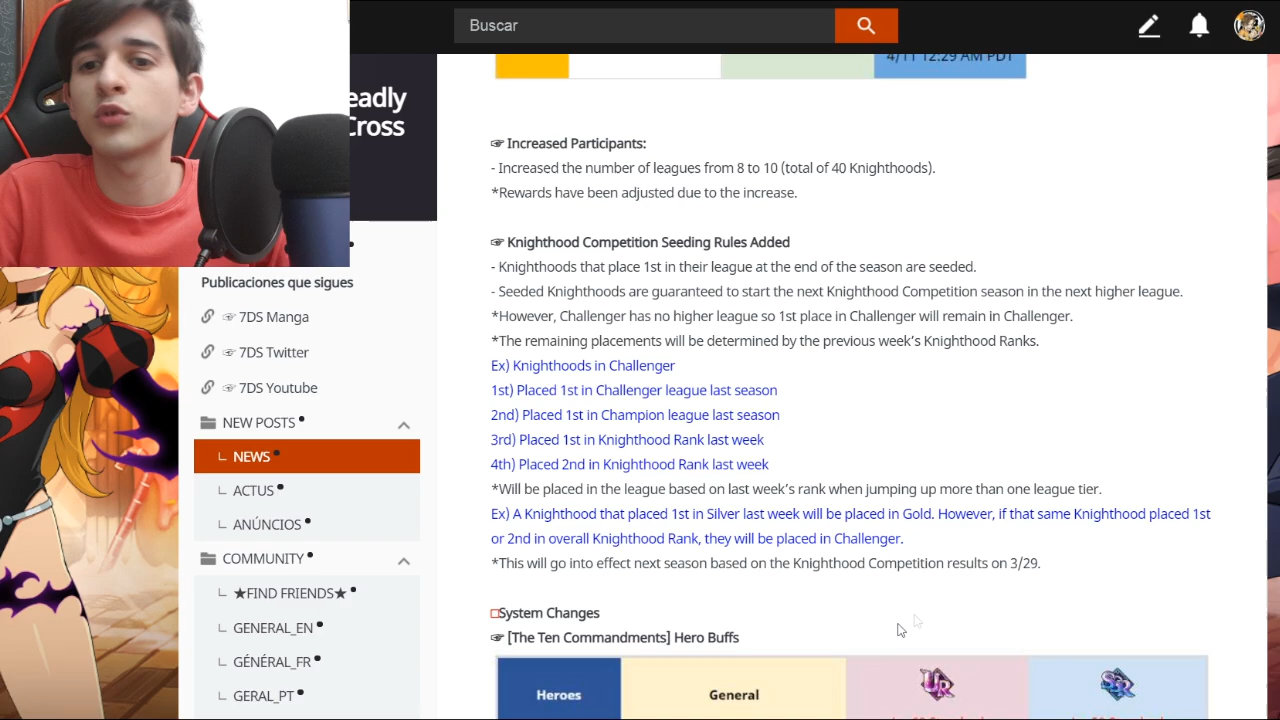 Buscar
eadly
Cross
4/11 12:29 AM PDT
☞ Increased Participants:
- Increased the number of leagues from 8 to 10 (total of 40 Knighthoods).
*Rewards have been adjusted due to the increase.
☞ Knighthood Competition Seeding Rules Added
- Knighthoods that place 1st in their league at the end of the season are seeded.
- Seeded Knighthoods are guaranteed to start the next Knighthood Competition season in the next higher league.
*However, Challenger has no higher league so 1st place in Challenger will remain in Challenger.
*The remaining placements will be determined by the previous week's Knighthood Ranks.
Ex) Knighthoods in Challenger
1st) Placed 1st in Challenger league last season
2nd) Placed 1st in Champion league last season
3rd) Placed 1st in Knighthood Rank last week
4th) Placed 2nd in Knighthood Rank last week
*Will be placed in the league based on last week's rank when jumping up more than one league tier.
Ex) A Knighthood that placed 1st in Silver last week will be placed in Gold. However, if that same Knighthood placed 1st
or 2nd in overall Knighthood Rank, they will be placed in Challenger.
*This will go into effect next season based on the Knighthood Competition results on 3/29.
□System Changes
☞ [The Ten Commandments] Hero Buffs
Heroes
General
UR
SSR
Publicaciones que sigues
☞ 7DS Manga
☞ 7DS Twitter
☞ 7DS Youtube
NEW POSTS
NEWS
ACTUS
ANÚNCIOS
COMMUNITY
★FIND FRIENDS★
GENERAL_EN
GÉNÉRAL_FR
GERAL_PT